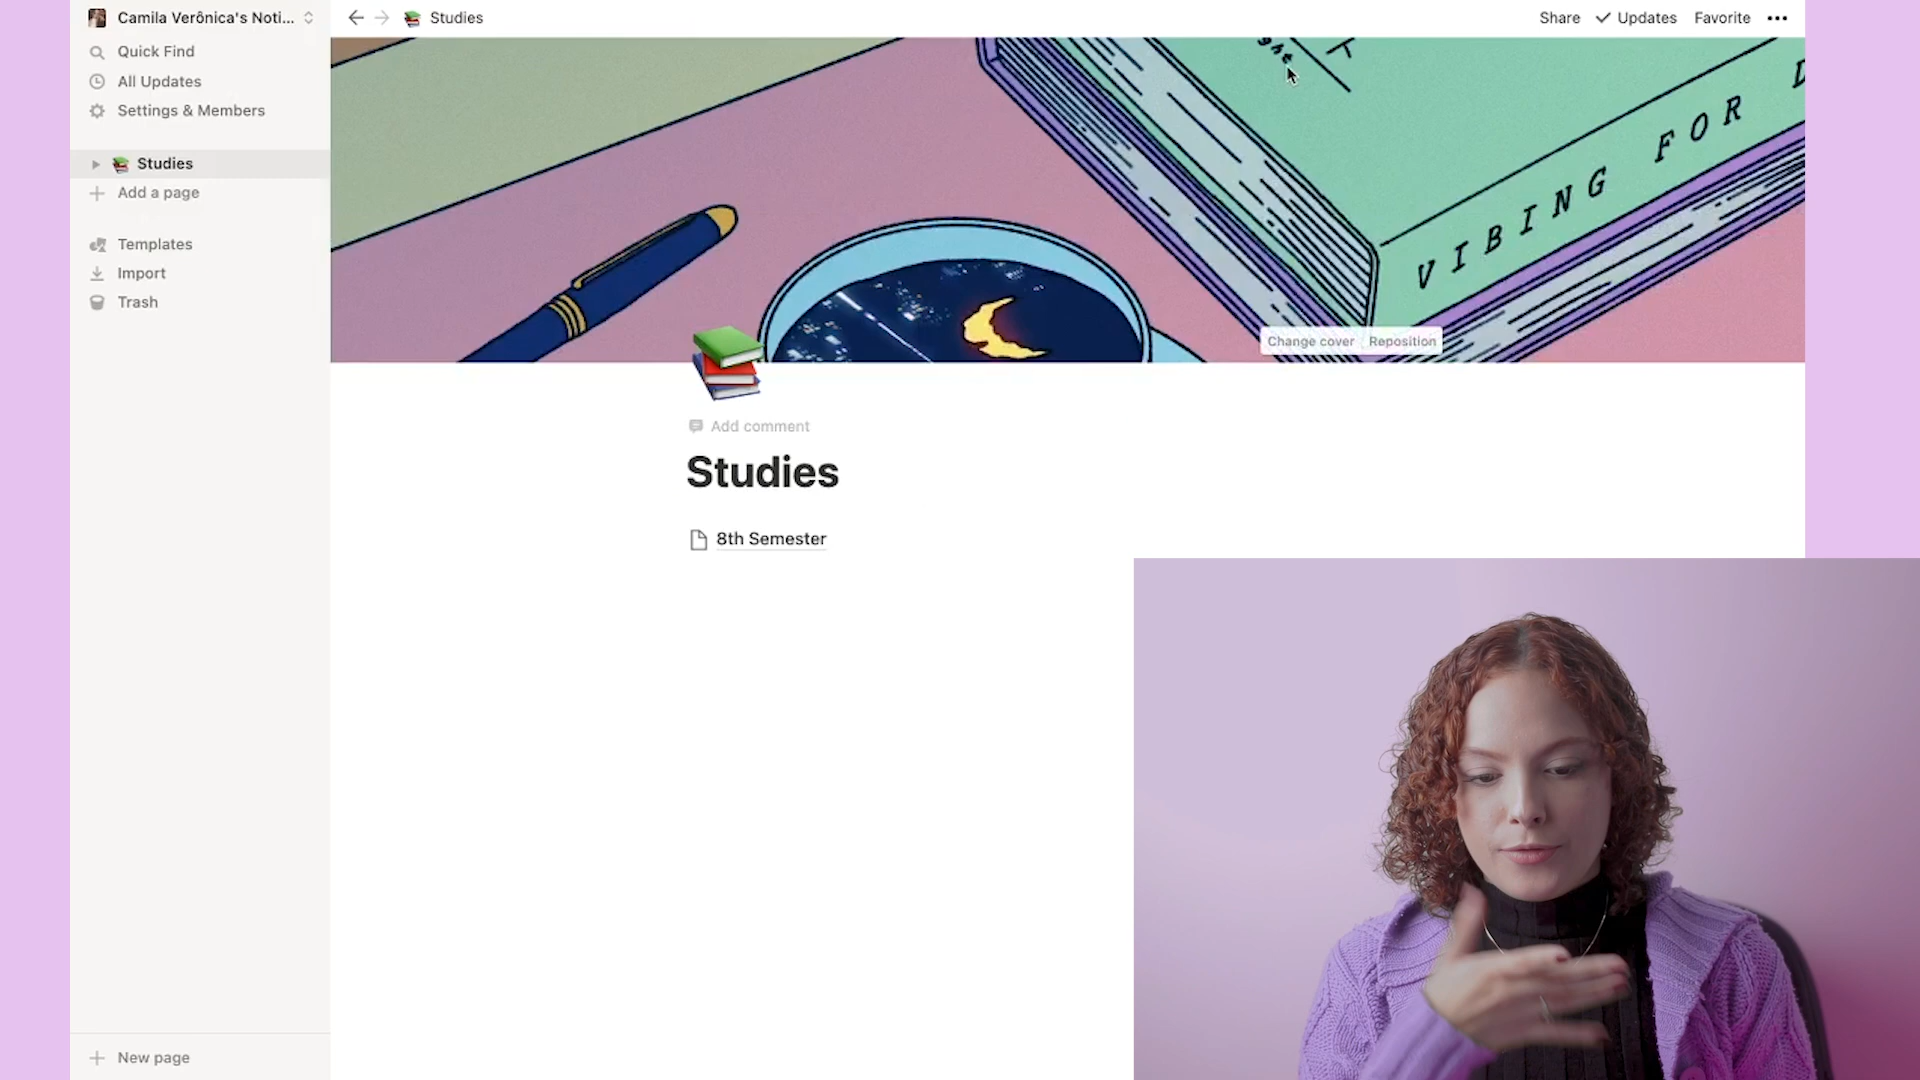 Camila Verônica's Noti...
Quick Find
All Updates
Settings & Members
Studies
Add a page
Templates
Import
Trash
New page
Studies
Share
Updates
Favorite
VIBING FOR
Change cover
Reposition
Add comment
Studies
8th Semester